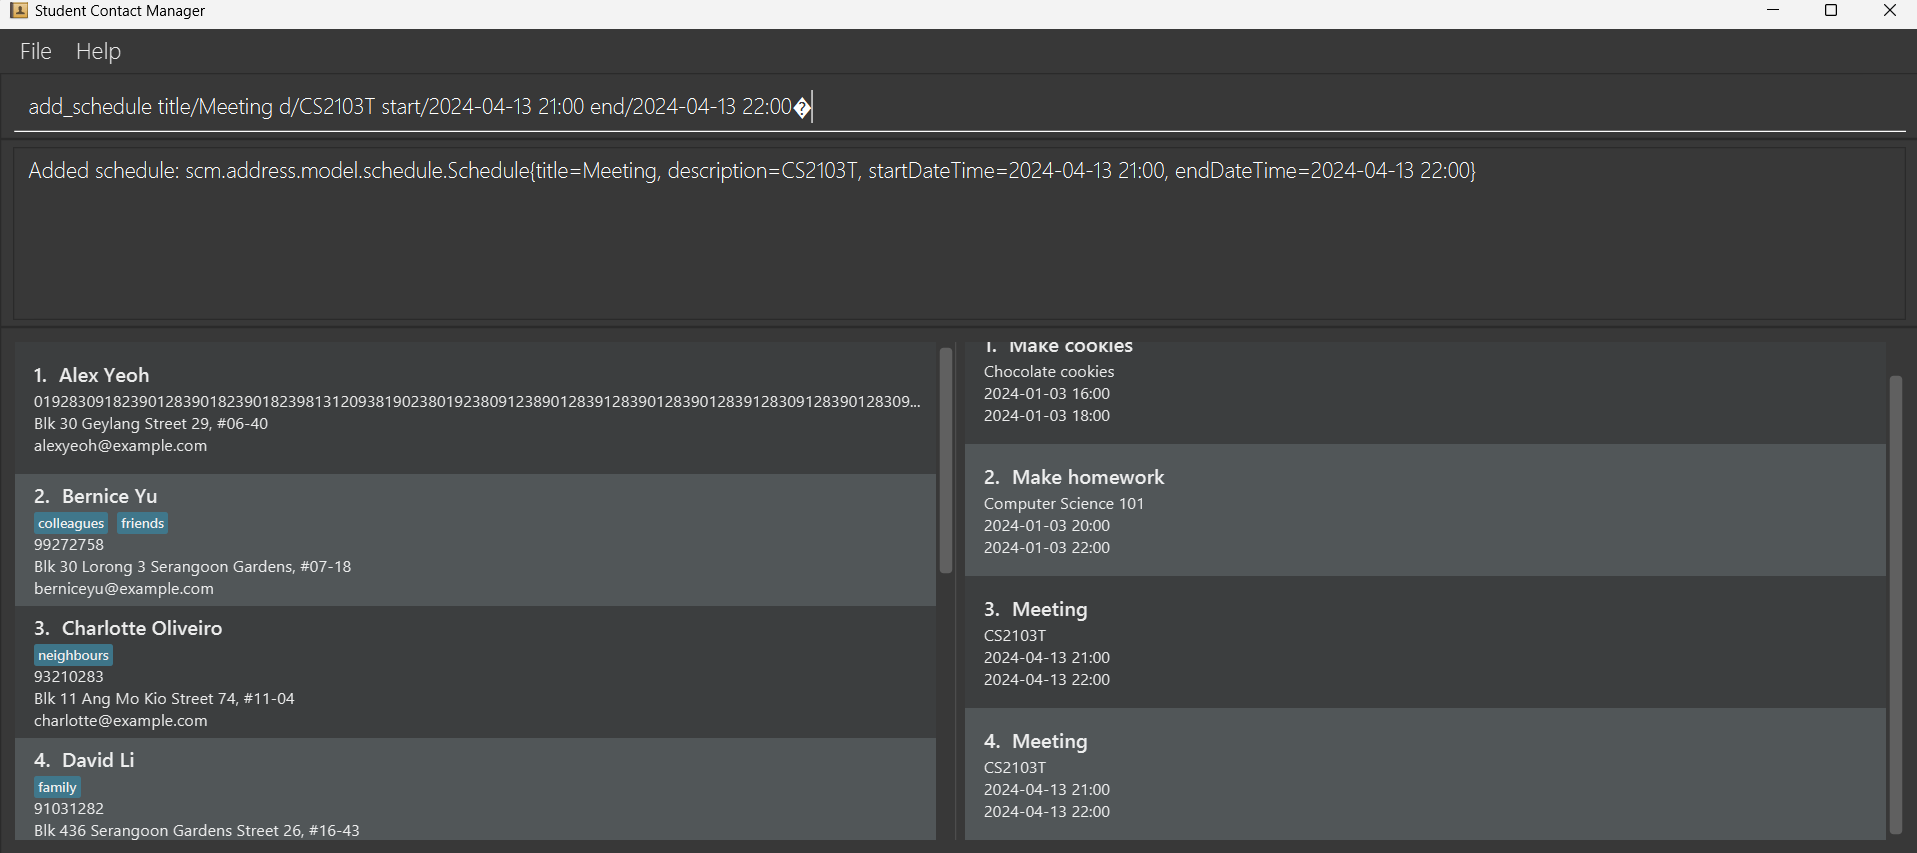 Student Contact Manager
File Help
add_schedule title/Meeting d/CS2103T start/2024-04-13 21:00 end/2024-04-13 22:00�
Added schedule: scm.address.model.schedule.Schedule{title=Meeting, description=CS2103T, startDateTime=2024-04-13 21:00, endDateTime=2024-04-13 22:00}
1. Alex Yeoh
Blk 30 Geylang Street 29, #06-40
alexyeoh@example.com
2. Bernice Yu
colleagues friends
99272758
Blk 30 Lorong 3 Serangoon Gardens, #07-18
berniceyu@example.com
3. Charlotte Oliveiro
neighbours
93210283
Blk 11 Ang Mo Kio Street 74, #11-04
charlotte@example.com
4. David Li
family
91031282
Blk 436 Serangoon Gardens Street 26, #16-43
1. Make cookies
Chocolate cookies
2024-01-03 16:00
2024-01-03 18:00
2. Make homework
Computer Science 101
2024-01-03 20:00
2024-01-03 22:00
3. Meeting
CS2103T
2024-04-13 21:00
2024-04-13 22:00
4. Meeting
CS2103T
2024-04-13 21:00
2024-04-13 22:00